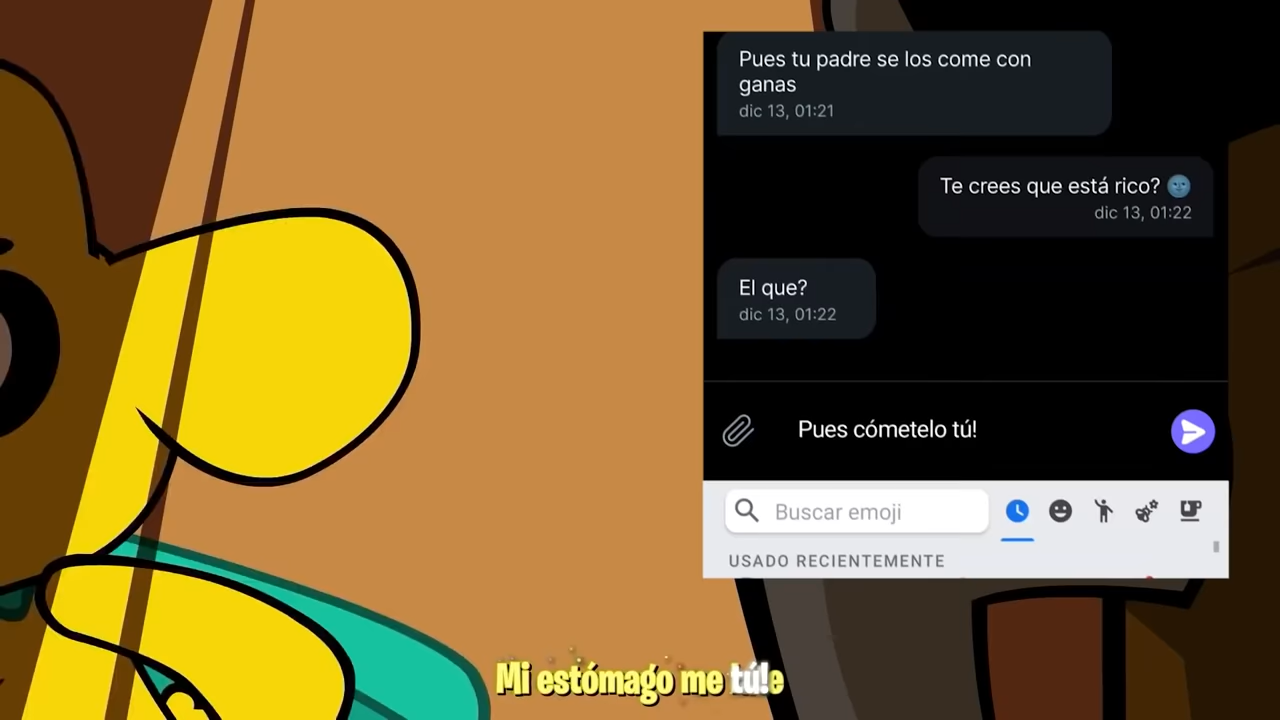 Pues tu padre se los come con
ganas
dic 13, 01:21
Te crees que está rico? 🌚
dic 13, 01:22
El que?
dic 13, 01:22
Pues cómetelo tú!
Buscar emoji
USADO RECIENTEMENTE
Mi estómago me tú!e